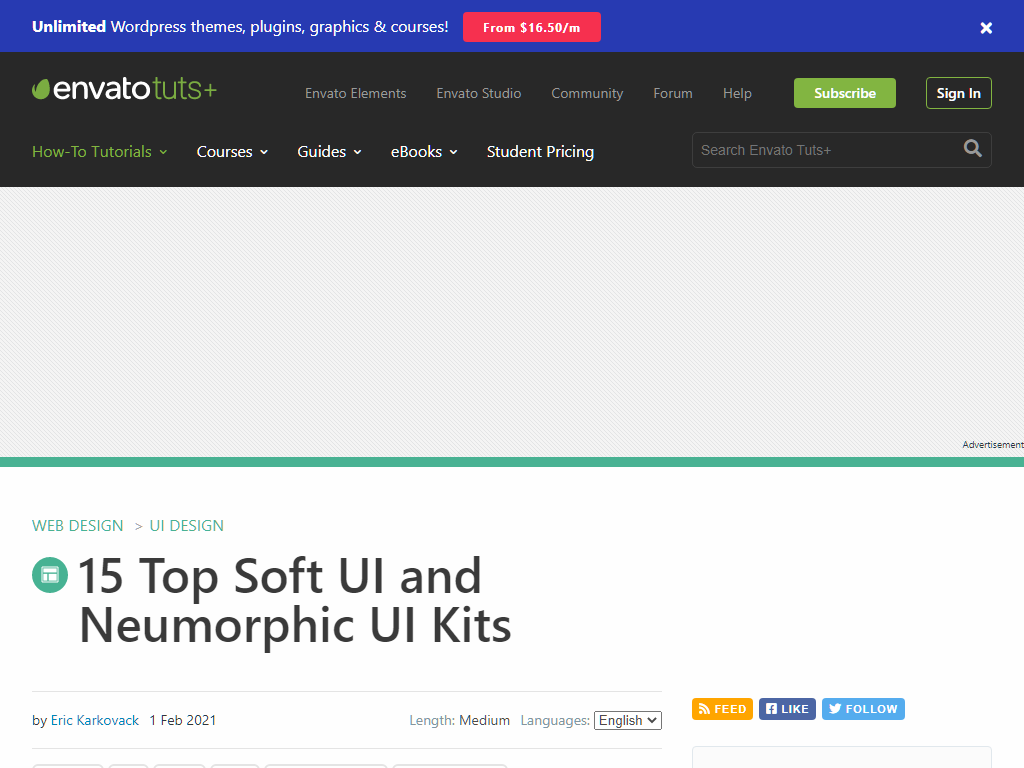 Unlimited Wordpress themes, plugins, graphics & courses! From $16.50/m
envatotuts+
Envato Elements Envato Studio Community Forum Help Subscribe Sign In
How-To Tutorials Courses Guides eBooks Student Pricing Search Envato Tuts+
Advertisement
WEB DESIGN > UI DESIGN
15 Top Soft UI and
Neumorphic UI Kits
by Eric Karkovack 1 Feb 2021 Length: Medium Languages: English
FEED LIKE FOLLOW